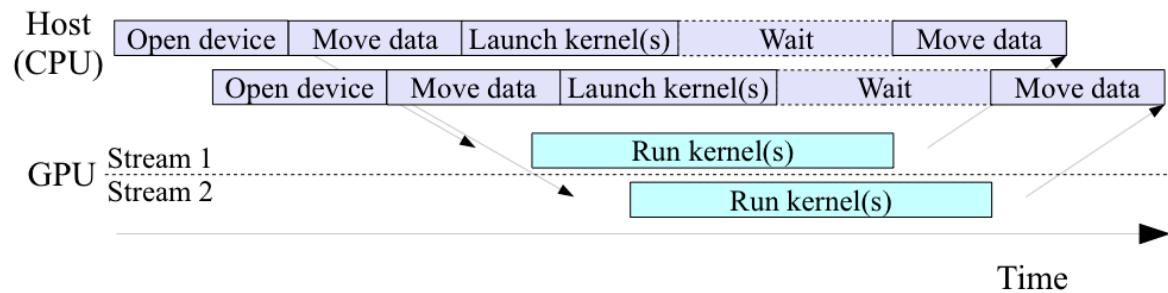 Host
(CPU)
Open device Move data Launch kernel(s) Wait Move data
Open device Move data Launch kernel(s) Wait Move data
GPU
Stream 1
Run kernel(s)
Stream 2
Run kernel(s)
Time